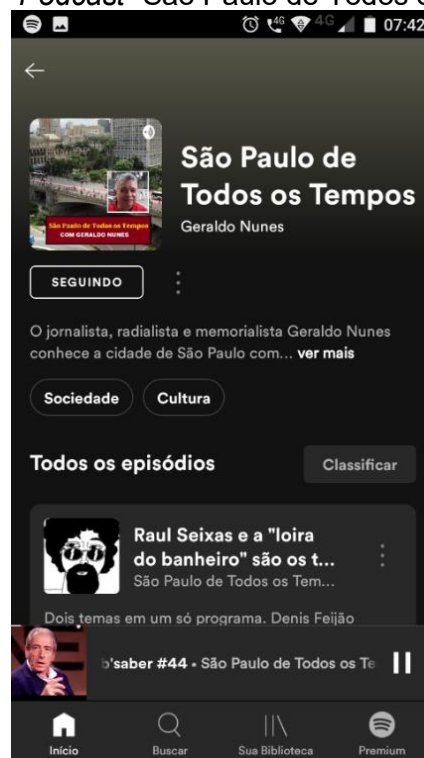 Podcast São Paulo de Todos
4G 4G 07:42
São Paulo de Todos os Tempos
COM GERALDO NUNES
São Paulo de
Todos os Tempos
Geraldo Nunes
SEGUINDO
O jornalista, radialista e memorialista Geraldo Nunes
conhece a cidade de São Paulo com... ver mais
Sociedade
Cultura
Todos os episódios
Classificar
Raul Seixas e a "loira
do banheiro" são os t...
São Paulo de Todos os Tem...
Dois temas em um só programa. Denis Feijão
b'saber #44 • São Paulo de Todos os Te
Início
Buscar
Sua Biblioteca
Premium